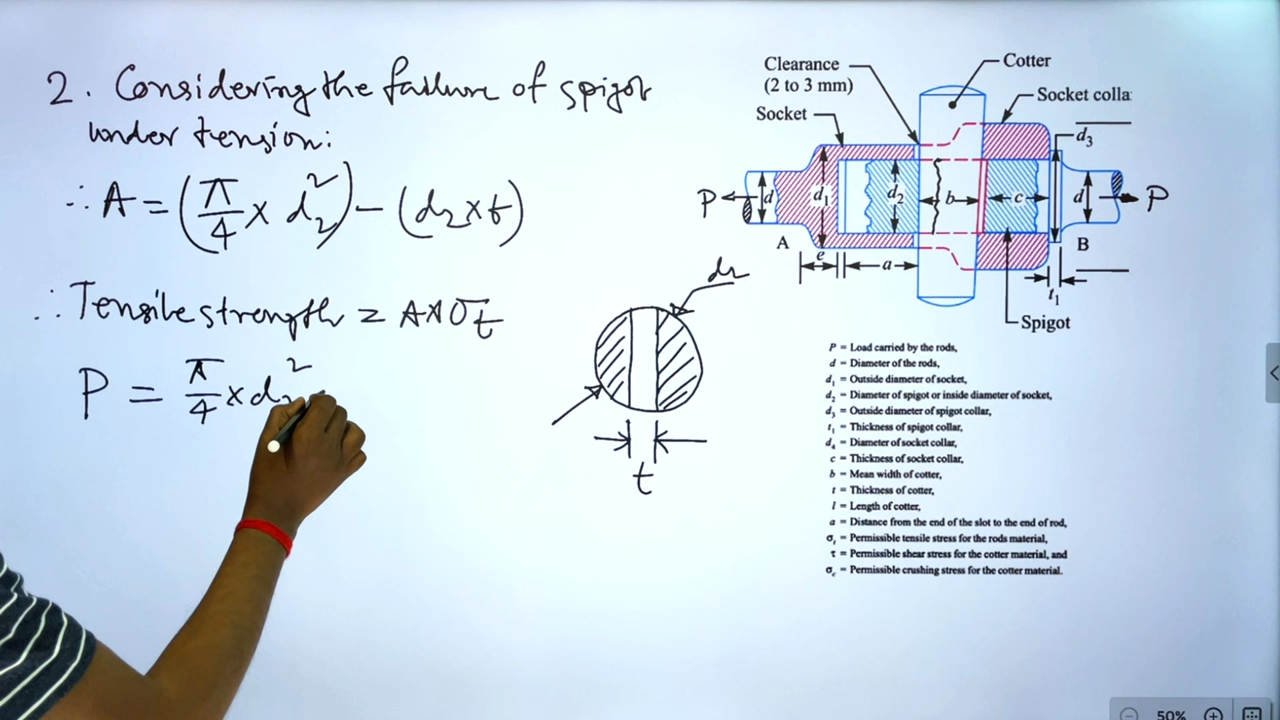 2. Considering the failure of spigot
under tension:
∴ A = (π/4 × d₂²) − (d₂ × t)
∴ Tensile strength = A × σt
P = π/4 × d₂²
d₂
t
Clearance
(2 to 3 mm)
Socket
Cotter
Socket colla
d₃
P
d
d₁
d₂
b
c
d
P
A
B
e
a
t₁
Spigot
P = Load carried by the rods,
d = Diameter of the rods,
d₁ = Outside diameter of socket,
d₂ = Diameter of spigot or inside diameter of socket,
d₃ = Outside diameter of spigot collar,
t₁ = Thickness of spigot collar,
d₄ = Diameter of socket collar,
c = Thickness of socket collar,
b = Mean width of cotter,
t = Thickness of cotter,
l = Length of cotter,
a = Distance from the end of the slot to the end of rod,
σt = Permissible tensile stress for the rods material,
τ = Permissible shear stress for the cotter material, and
σc = Permissible crushing stress for the cotter material.
50%